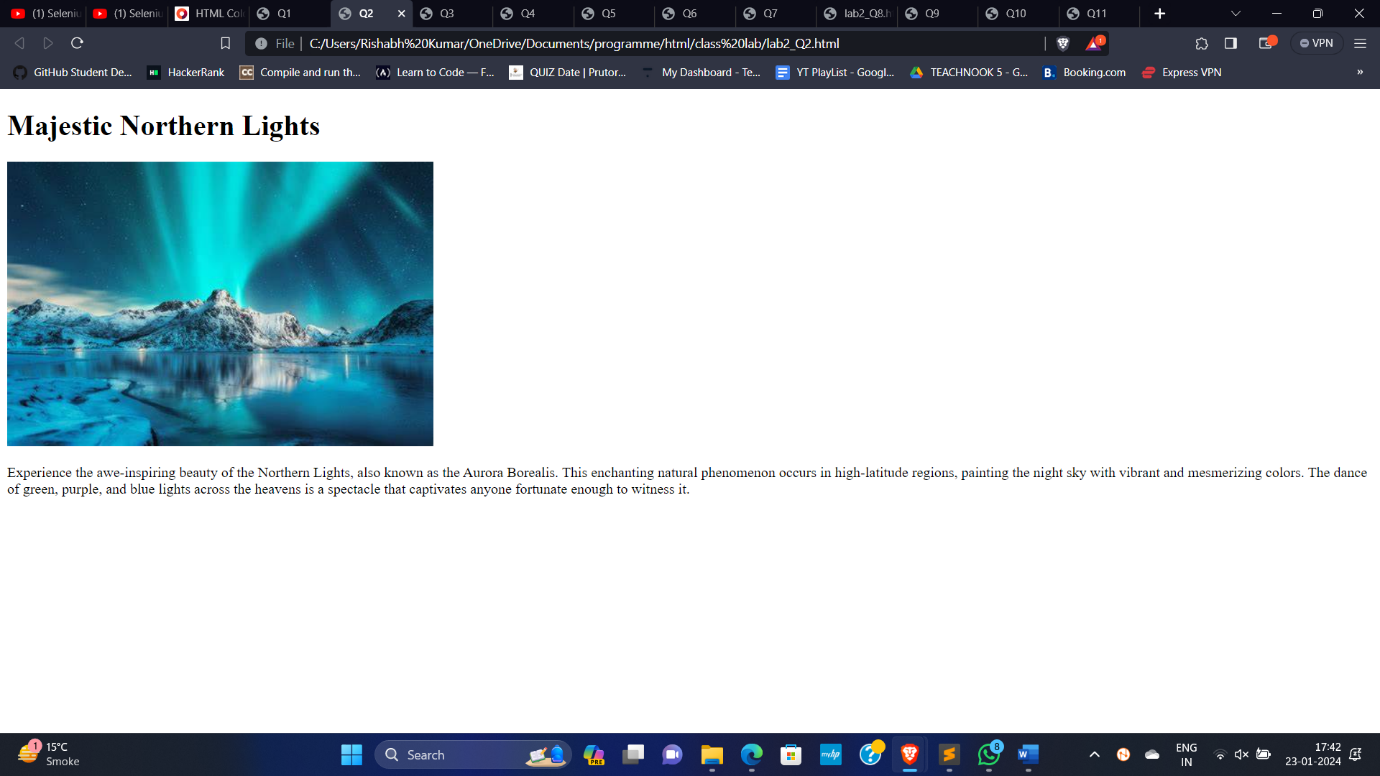 (1) Seleniu
(1) Seleniu
HTML Col
Q1
Q2
Q3
Q4
Q5
Q6
Q7
lab2_Q8.h
Q9
Q10
Q11
File
C:/Users/Rishabh%20Kumar/OneDrive/Documents/programme/html/class%20lab/lab2_Q2.html
1
VPN
GitHub Student De...
HackerRank
CC
Compile and run th...
(A)
Learn to Code — F...
QUIZ Date | Prutor...
My Dashboard - Te...
YT PlayList - Googl...
TEACHNOOK 5 - G...
B.
Booking.com
Express VPN
»
Majestic Northern Lights
Experience the awe-inspiring beauty of the Northern Lights, also known as the Aurora Borealis. This enchanting natural phenomenon occurs in high-latitude regions, painting the night sky with vibrant and mesmerizing colors. The dance
of green, purple, and blue lights across the heavens is a spectacle that captivates anyone fortunate enough to witness it.
1
15°C
Smoke
Search
PRE
myhp
?
S
8
W
ENG
IN
17:42
23-01-2024